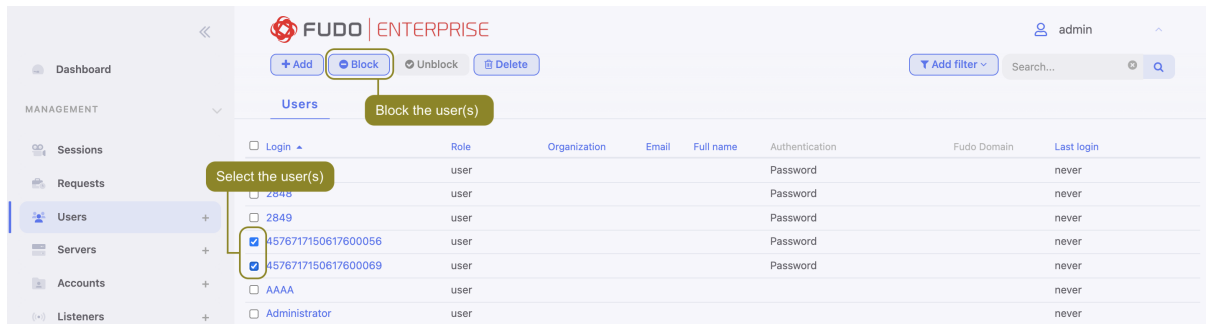 FUDO ENTERPRISE
admin
+ Add Block Unblock Delete
Add filter Search...
Dashboard
MANAGEMENT
Users
Block the user(s)
Sessions
Requests
Users +
Servers +
Accounts +
Listeners +
Login Role Organization Email Full name Authentication Fudo Domain Last login
Select the user(s)
user Password never
2848 user Password never
2849 user Password never
4576717150617600056 user Password never
4576717150617600069 user Password never
AAAA user never
Administrator user never